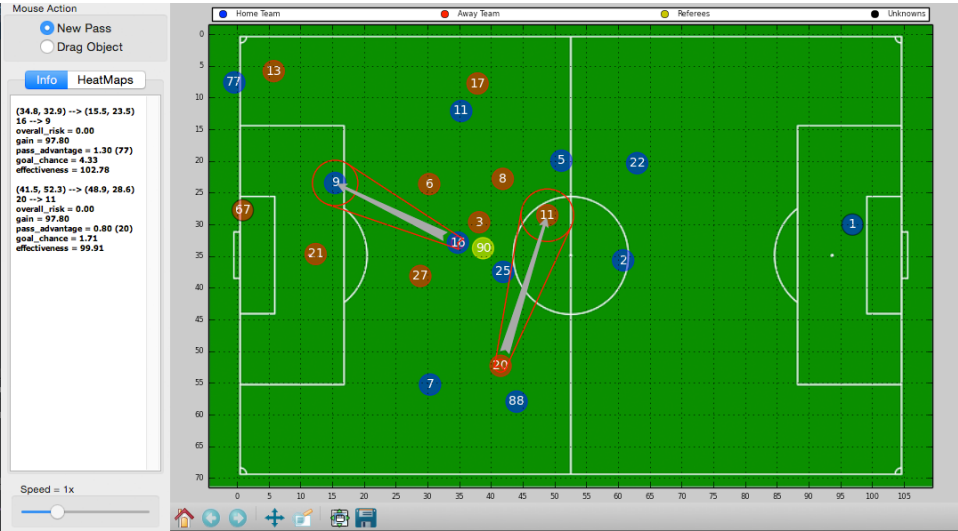 Mouse Action
New Pass
Drag Object
Info HeatMaps
(34.8, 32.9) --> (15.5, 23.5)
16 --> 9
overall_risk = 0.00
gain = 97.80
pass_advantage = 1.30 (77)
goal_chance = 4.33
effectiveness = 102.78
(41.5, 52.3) --> (48.9, 28.6)
20 --> 11
overall_risk = 0.00
gain = 97.80
pass_advantage = 0.80 (20)
goal_chance = 1.71
effectiveness = 99.91
Speed = 1x
Home Team Away Team Referees Unknowns
0
5
10
15
20
25
30
35
40
45
50
55
60
65
70
13
77
17
11
5
22
8
9
6
67
11
3
1
16
90
21
2
25
27
20
7
88
0 5 10 15 20 25 30 35 40 45 50 55 60 65 70 75 80 85 90 95 100 105